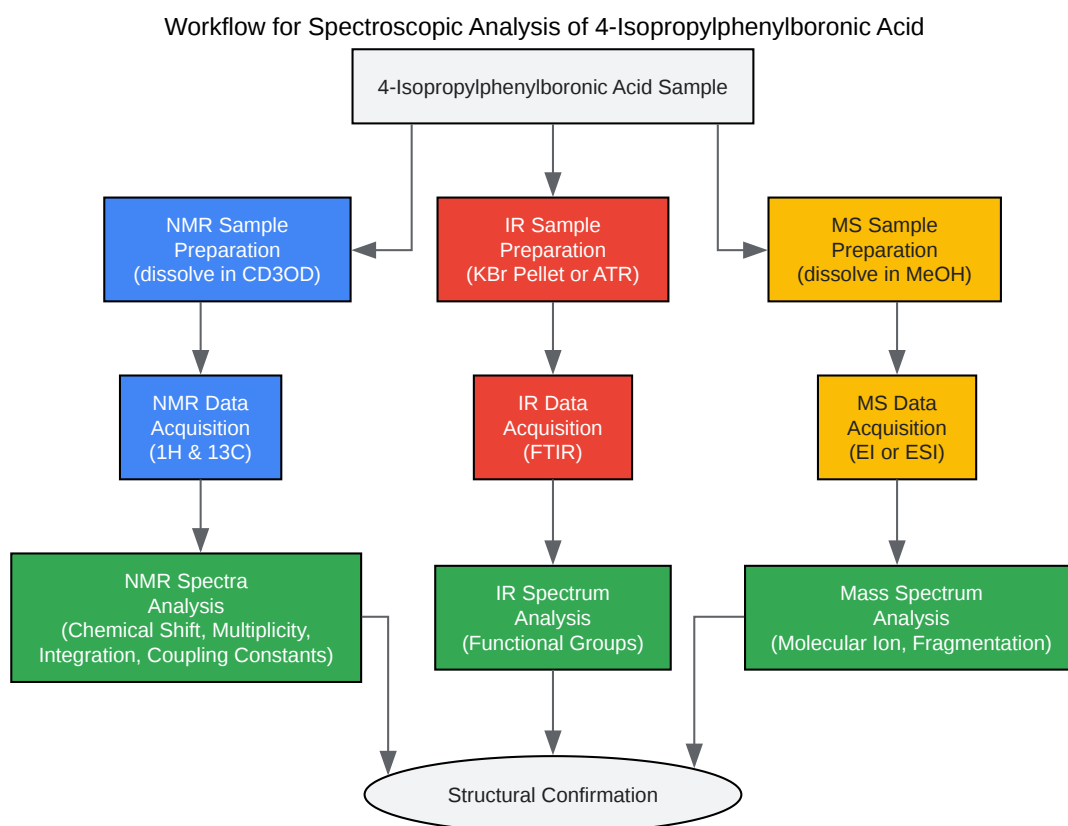 Workflow for Spectroscopic Analysis of 4-Isopropylphenylboronic Acid
4-Isopropylphenylboronic Acid Sample
NMR Sample
Preparation
(dissolve in CD3OD)
IR Sample
Preparation
(KBr Pellet or ATR)
MS Sample
Preparation
(dissolve in MeOH)
NMR Data
Acquisition
(1H & 13C)
IR Data
Acquisition
(FTIR)
MS Data
Acquisition
(EI or ESI)
NMR Spectra
Analysis
(Chemical Shift, Multiplicity,
Integration, Coupling Constants)
IR Spectrum
Analysis
(Functional Groups)
Mass Spectrum
Analysis
(Molecular Ion, Fragmentation)
Structural Confirmation